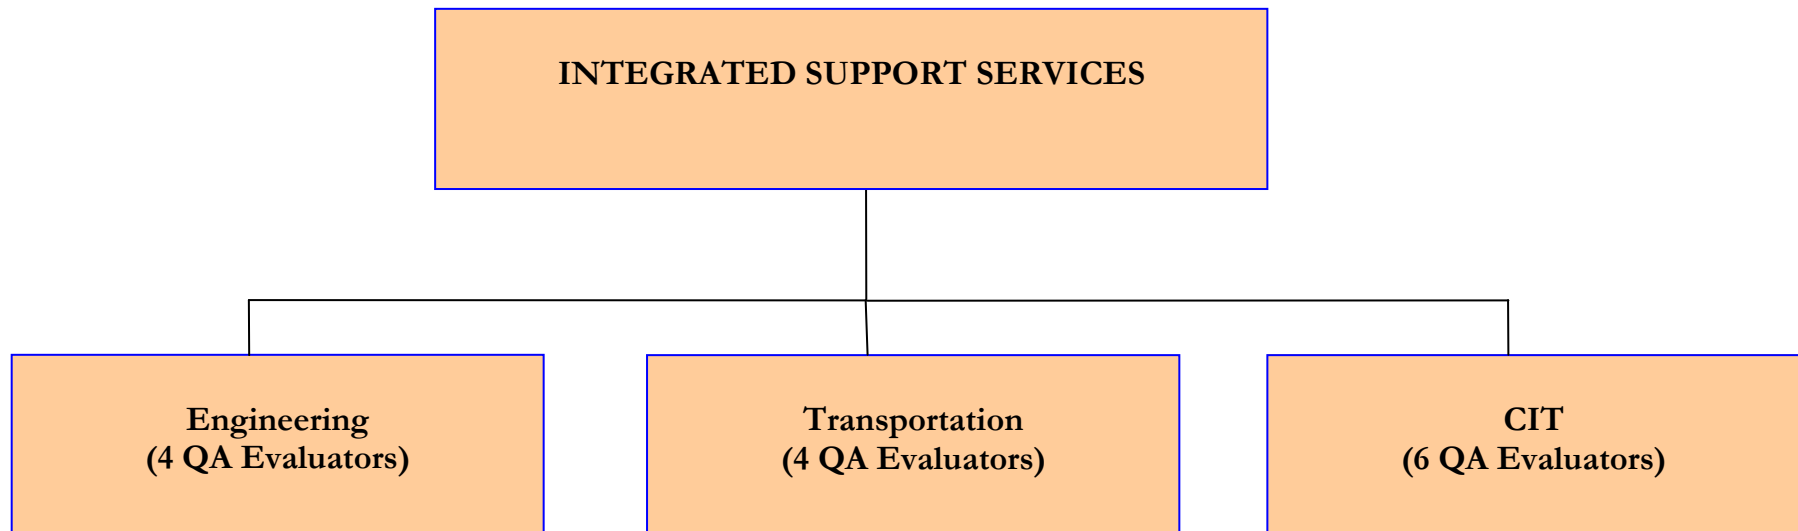 INTEGRATED SUPPORT SERVICES
Engineering
(4 QA Evaluators)
Transportation
(4 QA Evaluators)
CIT
(6 QA Evaluators)